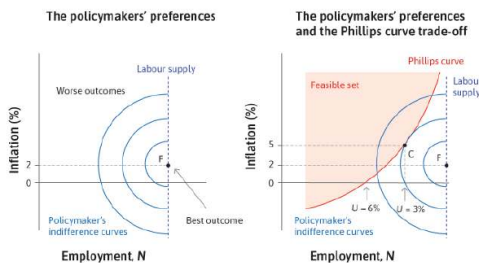 The policymakers' preferences
Labour supply
Worse outcomes
Inflation (%)
2
0
F
Policymaker's
indifference curves
Best outcome
Employment, N
The policymakers' preferences
and the Phillips curve trade-off
Phillips curve
Feasible set
Labou
supply
Inflation (%)
5
2
0
C
F
U = 6%
U = 3%
Policymaker's
indifference curves
Employment, N